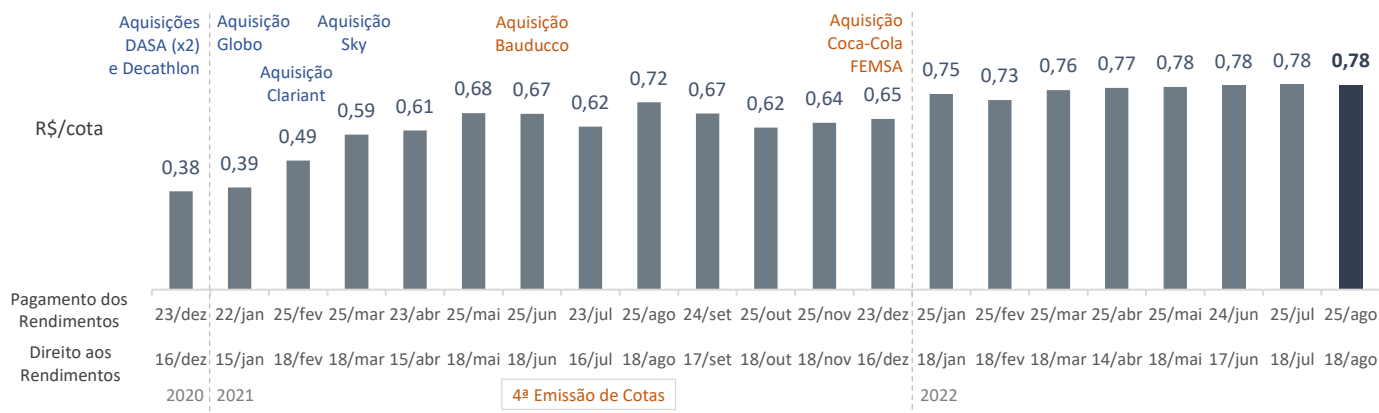 Aquisições
DASA (x2)
e Decathlon
Aquisição
Globo
Aquisição
Clariant
Aquisição
Sky
Aquisição
Bauducco
Aquisição
Coca-Cola
FEMSA
R$/cota
0,38 0,39 0,49 0,59 0,61 0,68 0,67 0,62 0,72 0,67 0,62 0,64 0,65 0,75 0,73 0,76 0,77 0,78 0,78 0,78 0,78
Pagamento dos
Rendimentos
23/dez 22/jan 25/fev 25/mar 23/abr 25/mai 25/jun 23/jul 25/ago 24/set 25/out 25/nov 23/dez 25/jan 25/fev 25/mar 25/abr 25/mai 24/jun 25/jul 25/ago
Direito aos
Rendimentos
16/dez 15/jan 18/fev 18/mar 15/abr 18/mai 18/jun 16/jul 18/ago 17/set 18/out 18/nov 16/dez 18/jan 18/fev 18/mar 14/abr 18/mai 17/jun 18/jul 18/ago
2020 2021 4ª Emissão de Cotas 2022